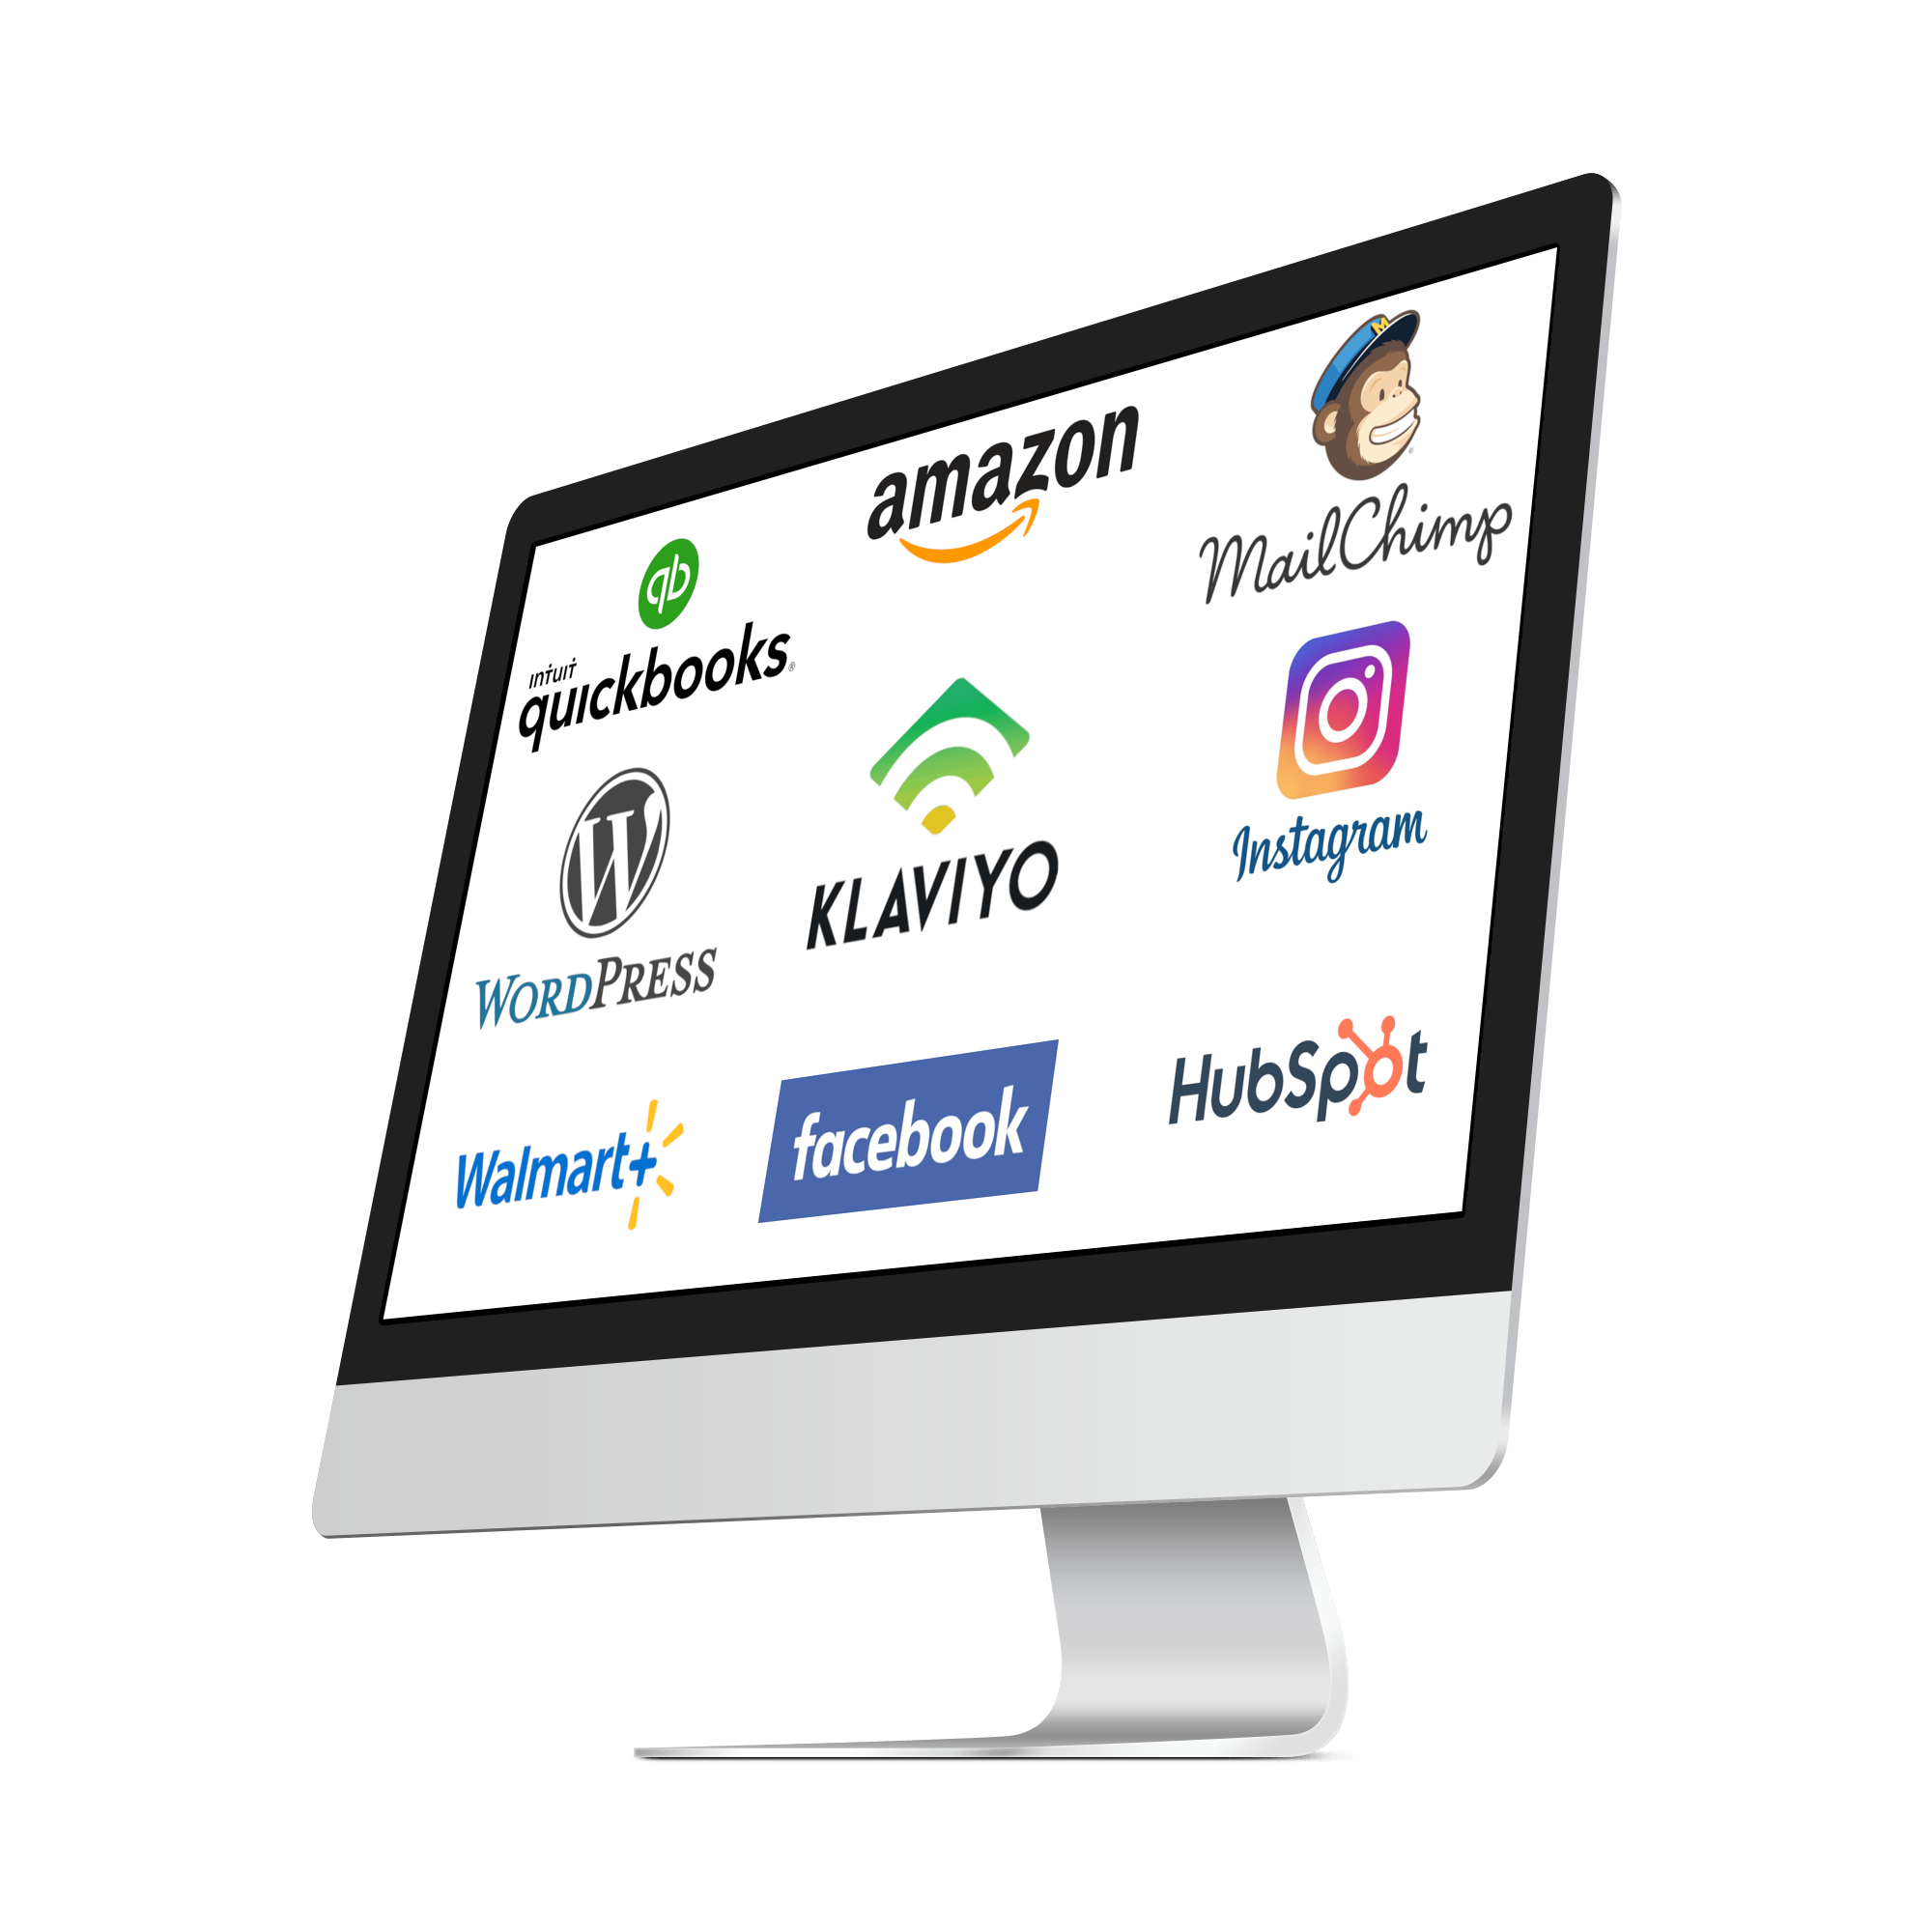 amazon
MailChimp
intuit
quickbooks®
KLAVIYO
Instagram
WORDPRESS
HubSpot
Walmart+
facebook